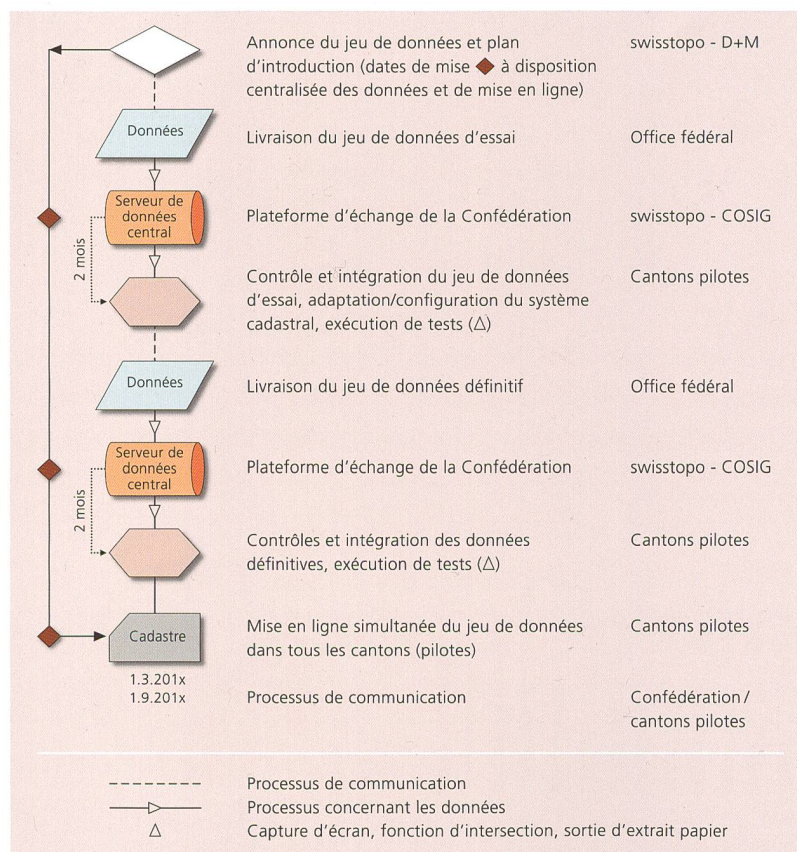 Annonce du jeu de données et plan
d'introduction (dates de mise ◆ à disposition
centralisée des données et de mise en ligne)
swisstopo - D+M
Données
Livraison du jeu de données d'essai
Office fédéral
Serveur de
données
central
Plateforme d'échange de la Confédération
swisstopo - COSIG
2 mois
Contrôle et intégration du jeu de données
d'essai, adaptation/configuration du système
cadastral, exécution de tests (△)
Cantons pilotes
Données
Livraison du jeu de données définitif
Office fédéral
Serveur de
données
central
Plateforme d'échange de la Confédération
swisstopo - COSIG
2 mois
Contrôles et intégration des données
définitives, exécution de tests (△)
Cantons pilotes
Cadastre
Mise en ligne simultanée du jeu de données
dans tous les cantons (pilotes)
Cantons pilotes
1.3.201x
1.9.201x
Processus de communication
Confédération/
cantons pilotes
Processus de communication
Processus concernant les données
△ Capture d'écran, fonction d'intersection, sortie d'extrait papier